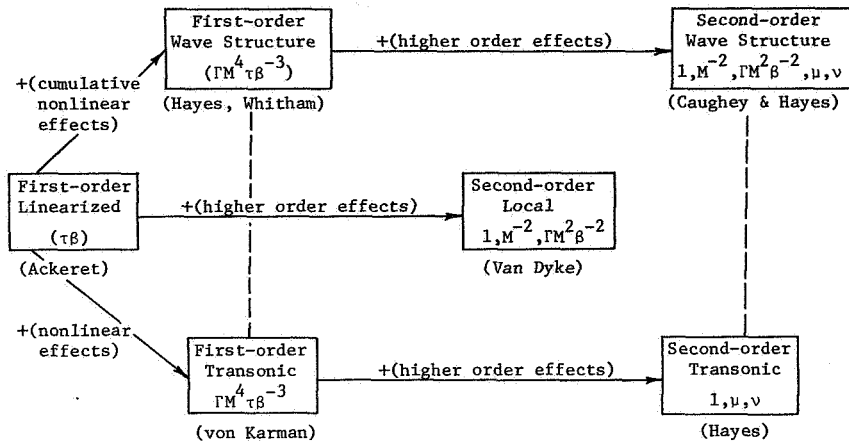 First-order
Wave Structure
(ΓM⁴τβ⁻³)
(Hayes, Whitham)
+(higher order effects)
Second-order
Wave Structure
1,M⁻²,ΓM²β⁻²,μ,ν
(Caughey & Hayes)
+(cumulative
nonlinear
effects)
First-order
Linearized
(τβ)
(Ackeret)
+(higher order effects)
Second-order
Local
1,M⁻²,ΓM²β⁻²
(Van Dyke)
+(nonlinear
effects)
First-order
Transonic
ΓM⁴τβ⁻³
(von Karman)
+(higher order effects)
Second-order
Transonic
1,μ,ν
(Hayes)